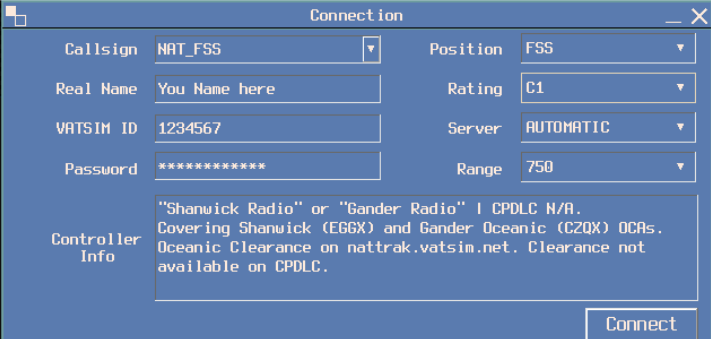 Connection
Callsign NAT_FSS Position FSS
Real Name You Name here Rating C1
VATSIM ID 1234567 Server AUTOMATIC
Password ************ Range 750
Controller Info
"Shanwick Radio" or "Gander Radio" | CPDLC N/A.
Covering Shanwick (EGGX) and Gander Oceanic (CZQX) OCAs.
Oceanic Clearance on nattrak.vatsim.net. Clearance not
available on CPDLC.
Connect